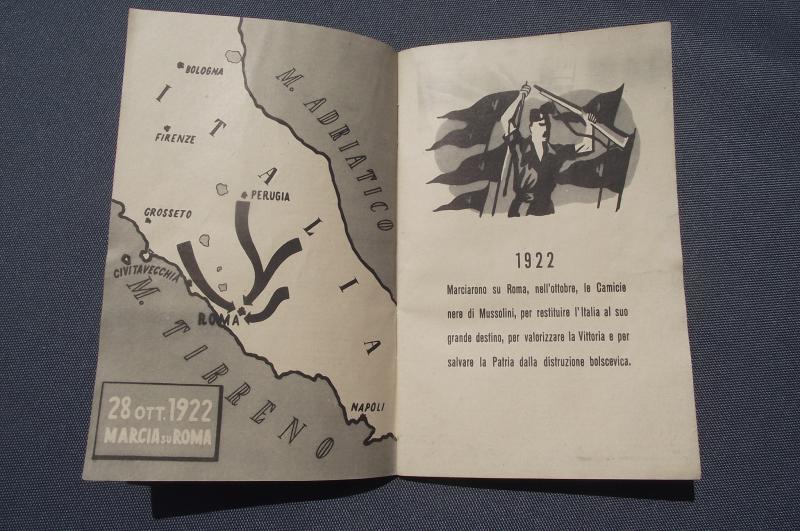 BOLOGNA
M. ADRIATICO
ITALIA
FIRENZE
PERUGIA
GROSSETO
CIVITAVECCHIA
M. TIRRENO
ROMA
NAPOLI
28 OTT. 1922
MARCIA SU ROMA
1922
Marciarono su Roma, nell'ottobre, le Camicie
nere di Mussolini, per restituire l'Italia al suo
grande destino, per valorizzare la Vittoria e per
salvare la Patria dalla distruzione bolscevica.